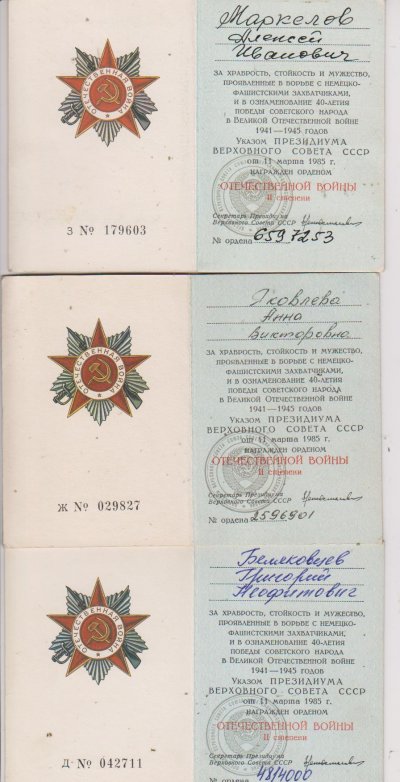 ОТЕЧЕСТВЕННАЯ ВОЙНА
З № 179603
Маркелов
Алексей
Иванович
ЗА ХРАБРОСТЬ, СТОЙКОСТЬ И МУЖЕСТВО,
ПРОЯВЛЕННЫЕ В БОРЬБЕ С НЕМЕЦКО-
ФАШИСТСКИМИ ЗАХВАТЧИКАМИ,
И В ОЗНАМЕНОВАНИЕ 40-ЛЕТИЯ
ПОБЕДЫ СОВЕТСКОГО НАРОДА
В ВЕЛИКОЙ ОТЕЧЕСТВЕННОЙ ВОЙНЕ
1941—1945 ГОДОВ
УКАЗОМ ПРЕЗИДИУМА
ВЕРХОВНОГО СОВЕТА СССР
от 11 марта 1985 г.
НАГРАЖДЕН ОРДЕНОМ
ОТЕЧЕСТВЕННОЙ ВОЙНЫ
II степени
Секретарь Президиума
Верховного Совета СССР
№ ордена 6597253
ОТЕЧЕСТВЕННАЯ ВОЙНА
Ж № 029827
Яковлева
Анна
Викторовна
ЗА ХРАБРОСТЬ, СТОЙКОСТЬ И МУЖЕСТВО,
ПРОЯВЛЕННЫЕ В БОРЬБЕ С НЕМЕЦКО-
ФАШИСТСКИМИ ЗАХВАТЧИКАМИ,
И В ОЗНАМЕНОВАНИЕ 40-ЛЕТИЯ
ПОБЕДЫ СОВЕТСКОГО НАРОДА
В ВЕЛИКОЙ ОТЕЧЕСТВЕННОЙ ВОЙНЕ
1941—1945 ГОДОВ
УКАЗОМ ПРЕЗИДИУМА
ВЕРХОВНОГО СОВЕТА СССР
от 11 марта 1985 г.
НАГРАЖДЕН ОРДЕНОМ
ОТЕЧЕСТВЕННОЙ ВОЙНЫ
II степени
Секретарь Президиума
Верховного Совета СССР
№ ордена 2596901
ОТЕЧЕСТВЕННАЯ ВОЙНА
Д- № 042711
Беляковцев
Григорий
Неофитович
ЗА ХРАБРОСТЬ, СТОЙКОСТЬ И МУЖЕСТВО,
ПРОЯВЛЕННЫЕ В БОРЬБЕ С НЕМЕЦКО-
ФАШИСТСКИМИ ЗАХВАТЧИКАМИ,
И В ОЗНАМЕНОВАНИЕ 40-ЛЕТИЯ
ПОБЕДЫ СОВЕТСКОГО НАРОДА
В ВЕЛИКОЙ ОТЕЧЕСТВЕННОЙ ВОЙНЕ
1941—1945 ГОДОВ
УКАЗОМ ПРЕЗИДИУМА
ВЕРХОВНОГО СОВЕТА СССР
от 11 марта 1985 г.
НАГРАЖДЕН ОРДЕНОМ
ОТЕЧЕСТВЕННОЙ ВОЙНЫ
II степени
Секретарь Президиума
Верховного Совета СССР
№ ордена